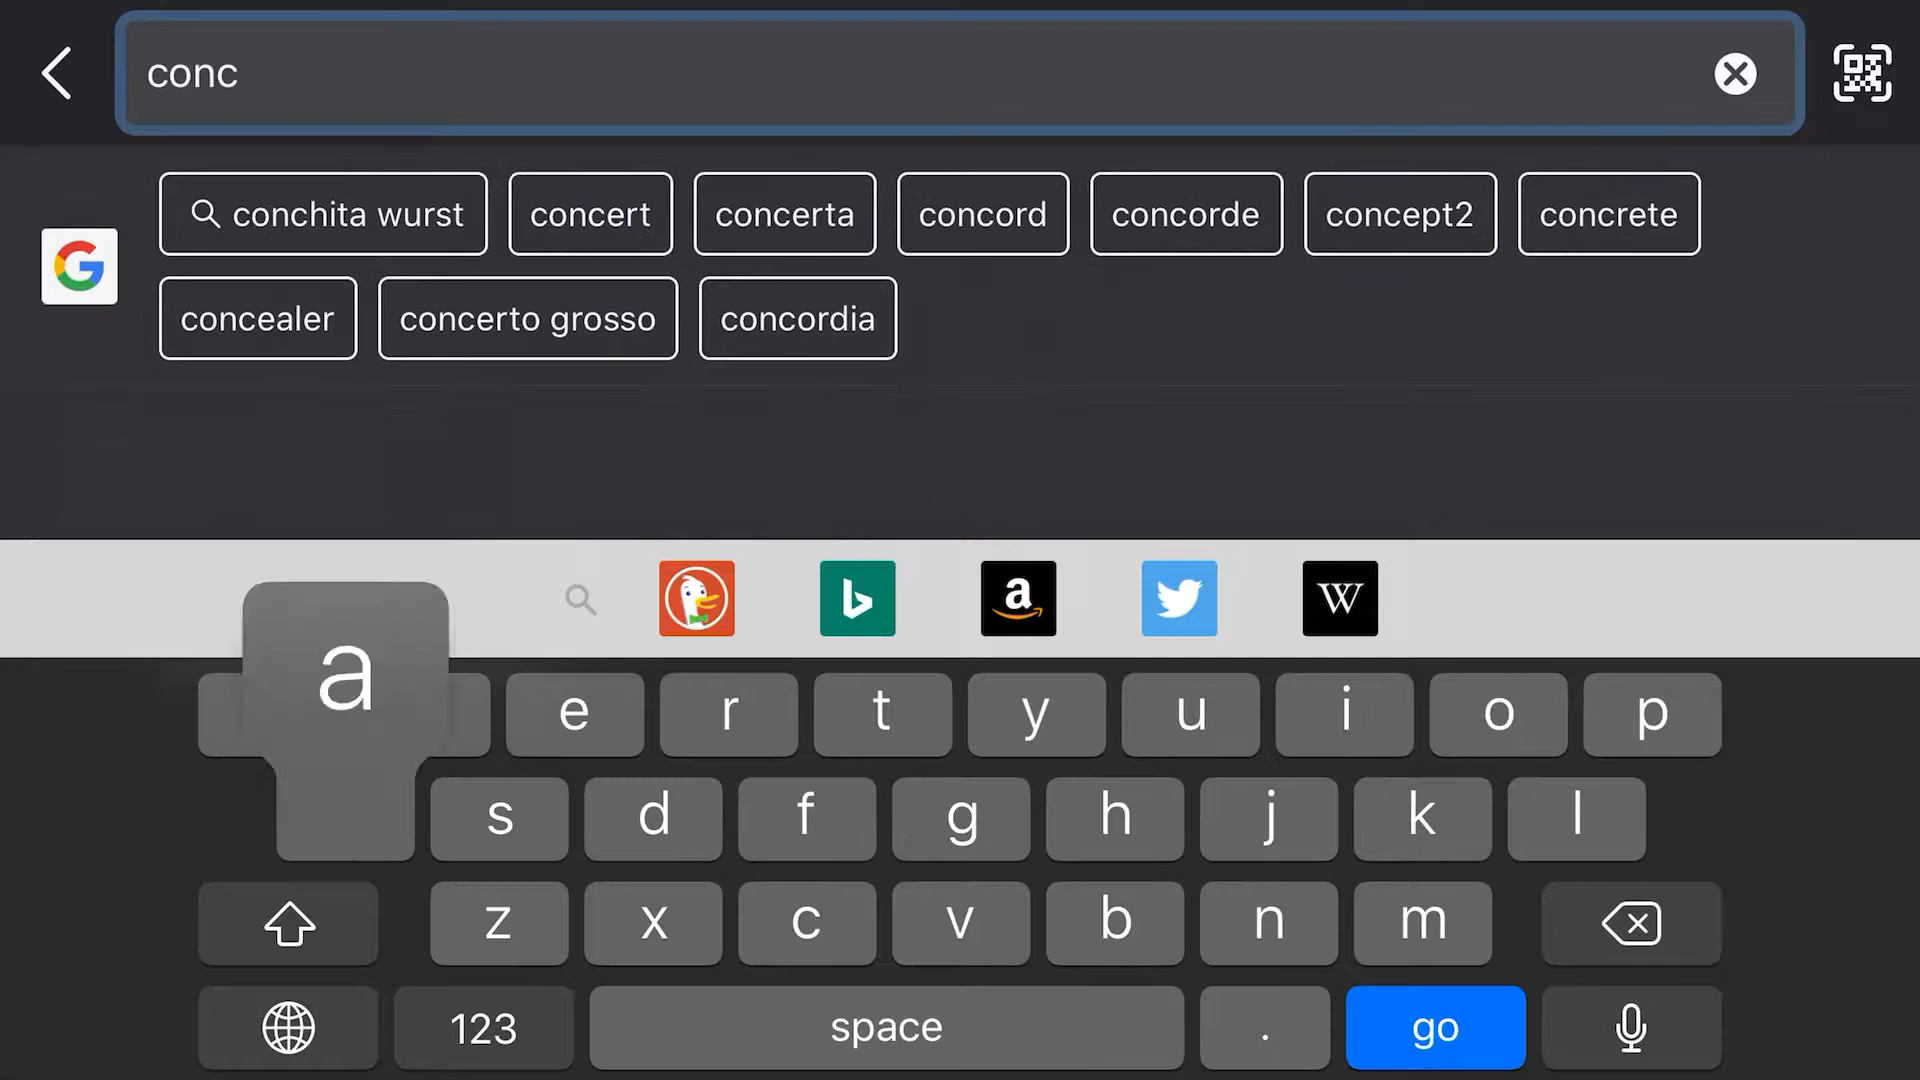 conc
conchita wurst concert concerta concord concorde concept2 concrete
concealer concerto grosso concordia
a
e r t y u i o p
s d f g h j k l
z x c v b n m
123 space . go